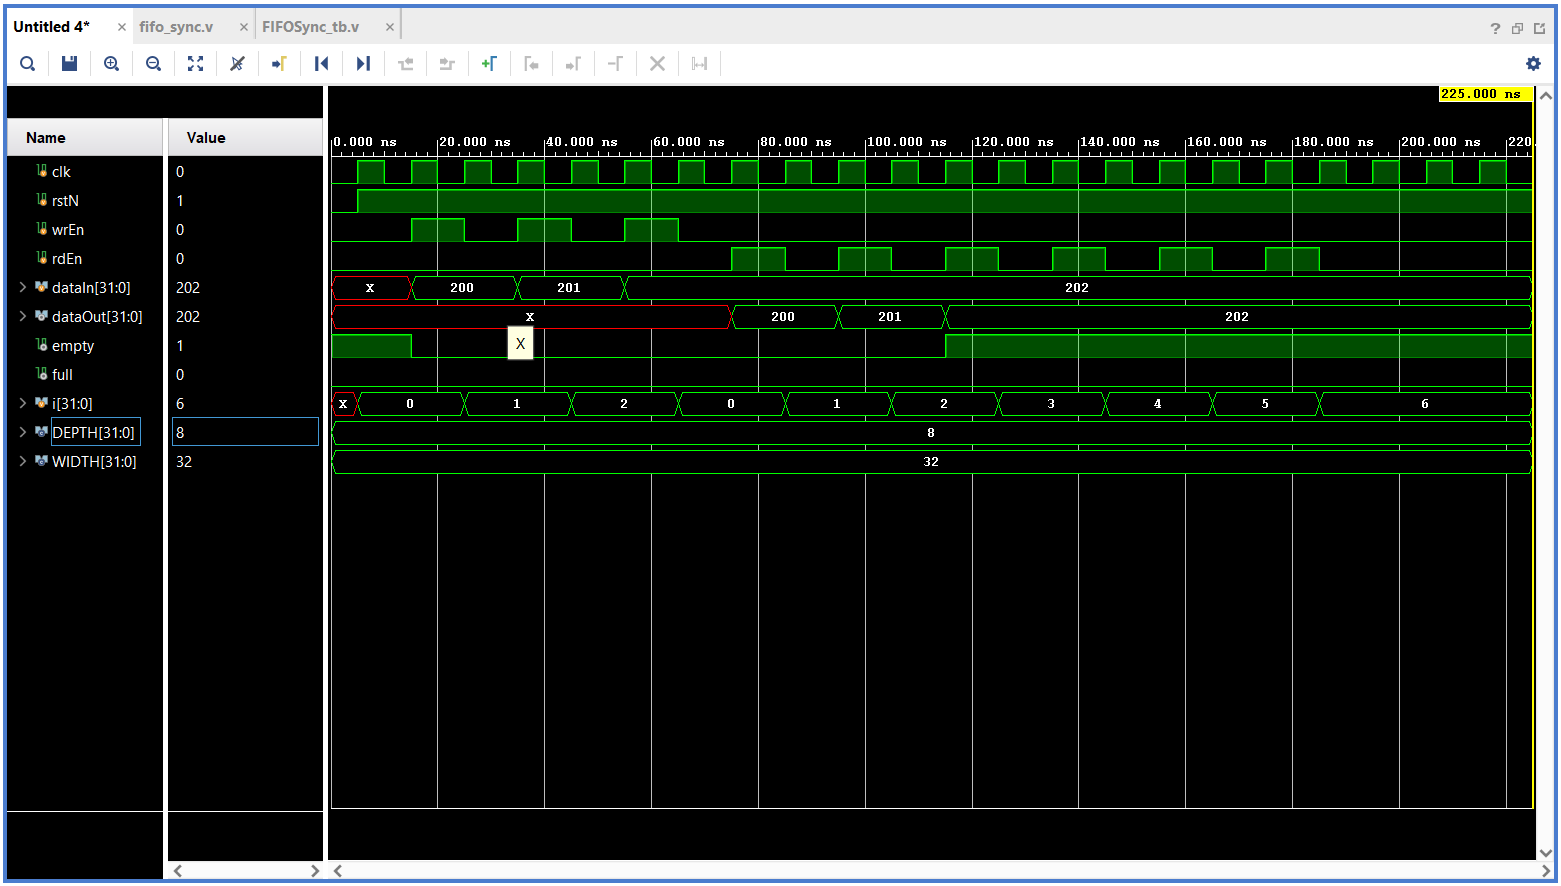 Untitled 4* × fifo_sync.v × FIFOSync_tb.v ×
?
225.000 ns
Name Value
0.000 ns 20.000 ns 40.000 ns 60.000 ns 80.000 ns 100.000 ns 120.000 ns 140.000 ns 160.000 ns 180.000 ns 200.000 ns 220.
clk 0
rstN 1
wrEn 0
rdEn 0
dataIn[31:0] 202 X 200 201 202
dataOut[31:0] 202 X 200 201 202
empty 1 X
full 0
i[31:0] 6 X 0 1 2 0 1 2 3 4 5 6
DEPTH[31:0] 8 8
WIDTH[31:0] 32 32